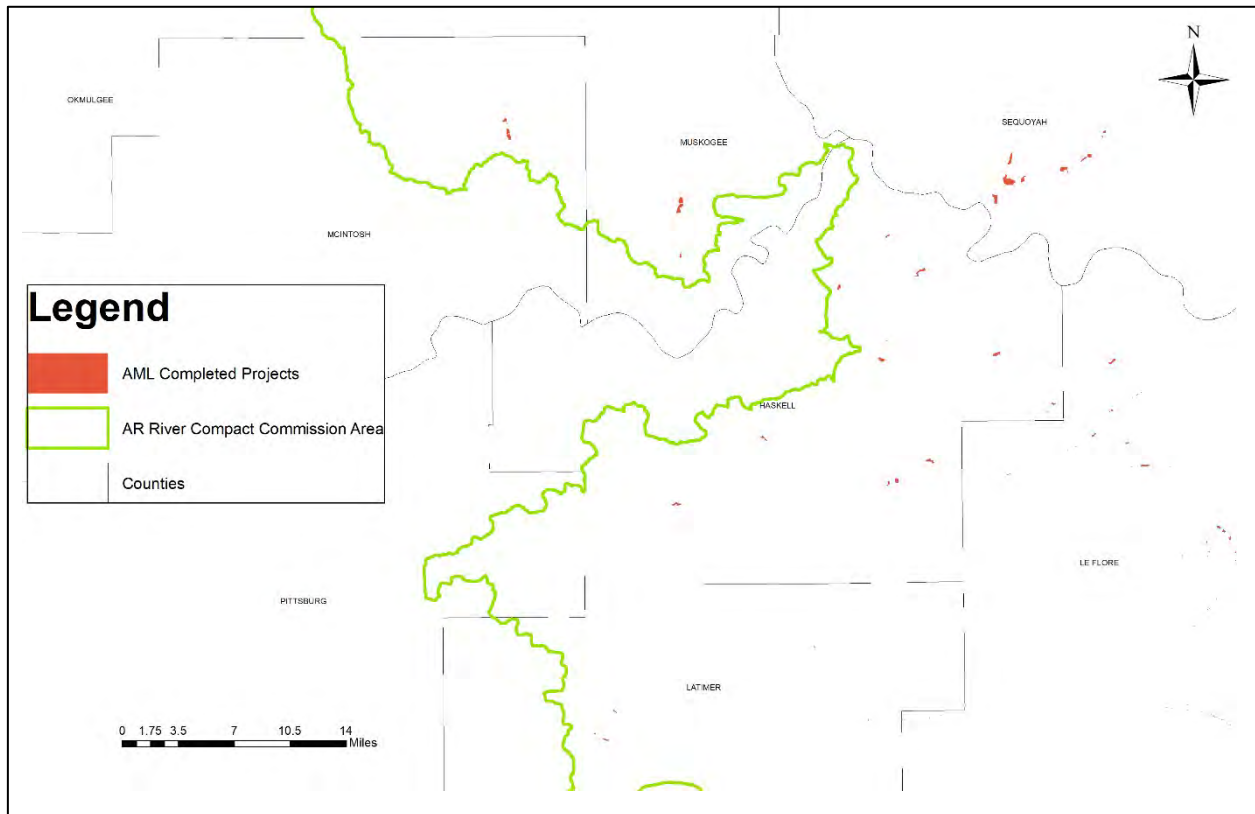 N
OKMULGEE
SEQUOYAH
MUSKOGEE
MCINTOSH
Legend
AML Completed Projects
AR River Compact Commission Area
Counties
HASKELL
LE FLORE
PITTSBURG
LATIMER
0 1.75 3.5 7 10.5 14
Miles